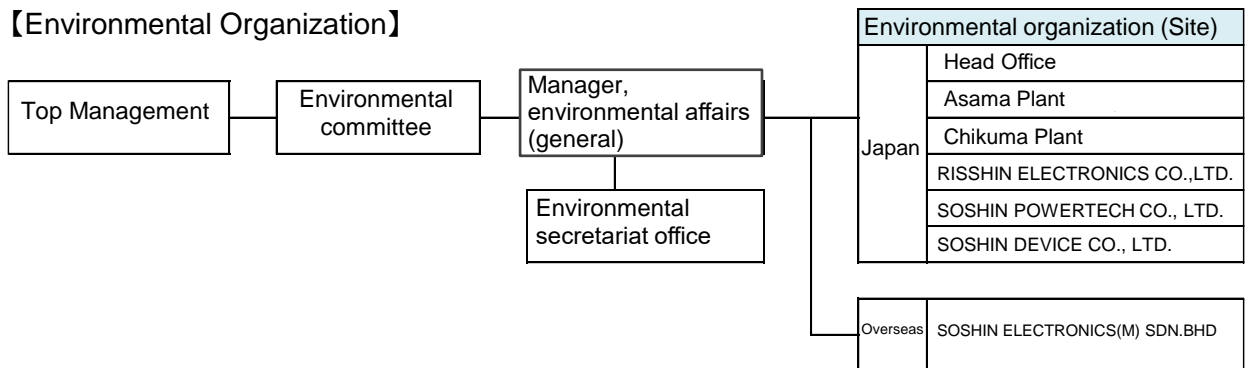 【Environmental Organization】
Top Management
Environmental
committee
Manager,
environmental affairs
(general)
Environmental
secretariat office
Environmental organization (Site)
Japan
Head Office
Asama Plant
Chikuma Plant
RISSHIN ELECTRONICS CO.,LTD.
SOSHIN POWERTECH CO., LTD.
SOSHIN DEVICE CO., LTD.
Overseas
SOSHIN ELECTRONICS(M) SDN.BHD